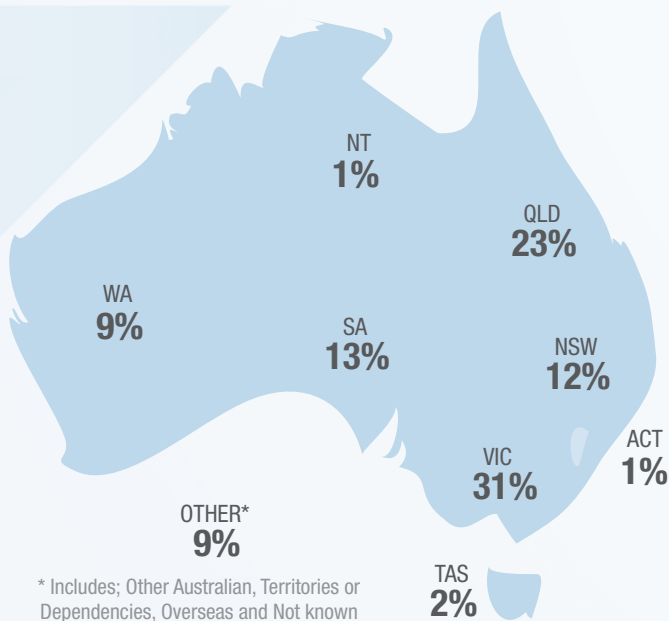 NT
1%
QLD
23%
WA
9%
SA
13%
NSW
12%
ACT
1%
VIC
31%
OTHER*
9%
* Includes; Other Australian, Territories or
Dependencies, Overseas and Not known
TAS
2%